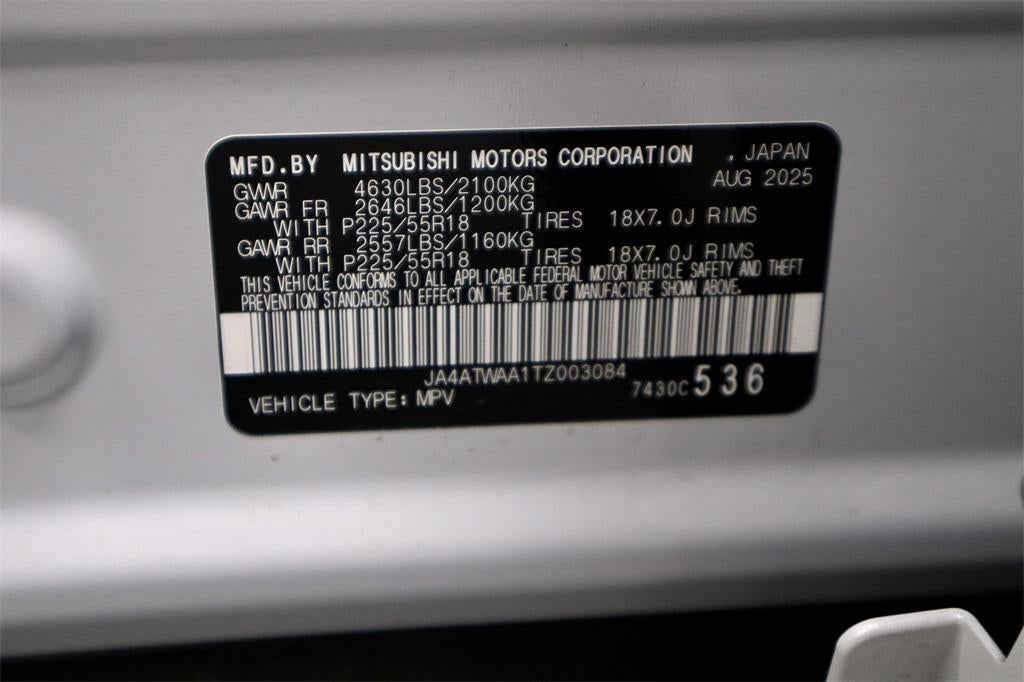 MFD.BY MITSUBISHI MOTORS CORPORATION , JAPAN
AUG 2025
GVWR 4630LBS/2100KG
GAWR FR 2646LBS/1200KG
WITH P225/55R18 TIRES 18X7.0J RIMS
GAWR RR 2557LBS/1160KG
WITH P225/55R18 TIRES 18X7.0J RIMS
THIS VEHICLE CONFORMS TO ALL APPLICABLE FEDERAL MOTOR VEHICLE SAFETY AND THEFT
PREVENTION STANDARDS IN EFFECT ON THE DATE OF MANUFACTURE SHOWN ABOVE.
JA4ATWAA1TZ003084
VEHICLE TYPE: MPV 7430C 536